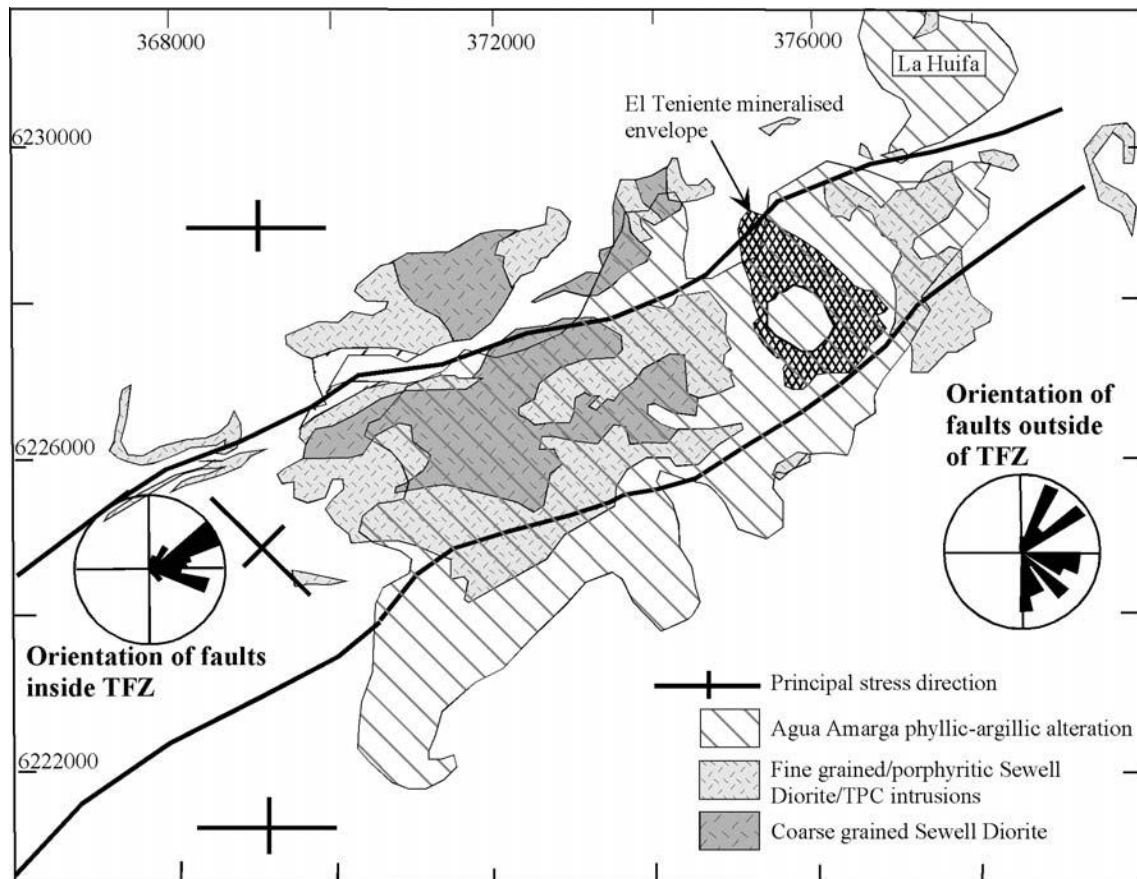 368000
372000
376000
La Huifa
El Teniente mineralised
envelope
6230000
6226000
6222000
Orientation of
faults outside
of TFZ
Orientation of faults
inside TFZ
Principal stress direction
Agua Amarga phyllic-argillic alteration
Fine grained/porphyritic Sewell
Diorite/TPC intrusions
Coarse grained Sewell Diorite